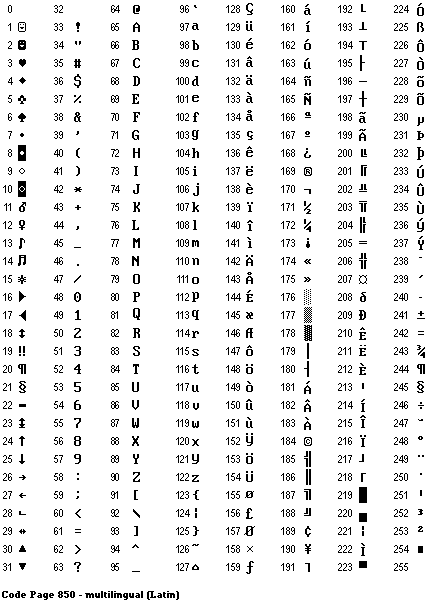 0 32 64 @ 96 ` 128 Ç 160 á 192 └ 224 Ó
1 ☺ 33 ! 65 A 97 a 129 ü 161 í 193 ┴ 225 ß
2 ☻ 34 " 66 B 98 b 130 é 162 ó 194 ┬ 226 Ô
3 ♥ 35 # 67 C 99 c 131 â 163 ú 195 ├ 227 Ò
4 ♦ 36 $ 68 D 100 d 132 ä 164 ñ 196 ─ 228 õ
5 ♣ 37 % 69 E 101 e 133 à 165 Ñ 197 ┼ 229 Õ
6 ♠ 38 & 70 F 102 f 134 å 166 ª 198 ã 230 µ
7 • 39 ' 71 G 103 g 135 ç 167 º 199 Ã 231 þ
8 ◘ 40 ( 72 H 104 h 136 ê 168 ¿ 200 ╚ 232 Þ
9 ○ 41 ) 73 I 105 i 137 ë 169 ® 201 ╔ 233 Ú
10 ◙ 42 * 74 J 106 j 138 è 170 ¬ 202 ╩ 234 Û
11 ♂ 43 + 75 K 107 k 139 ï 171 ½ 203 ╦ 235 Ù
12 ♀ 44 , 76 L 108 l 140 î 172 ¼ 204 ╠ 236 ý
13 ♪ 45 - 77 M 109 m 141 ì 173 ¡ 205 ═ 237 Ý
14 ♫ 46 . 78 N 110 n 142 Ä 174 « 206 ╬ 238 ¯
15 ☼ 47 / 79 O 111 o 143 Å 175 » 207 ¤ 239 ´
16 ► 48 0 80 P 112 p 144 É 176 ░ 208 ð 240 -
17 ◄ 49 1 81 Q 113 q 145 æ 177 ▒ 209 Ð 241 ±
18 ↕ 50 2 82 R 114 r 146 Æ 178 ▓ 210 Ê 242 ‗
19 ‼ 51 3 83 S 115 s 147 ô 179 │ 211 Ë 243 ¾
20 ¶ 52 4 84 T 116 t 148 ö 180 ┤ 212 È 244 ¶
21 § 53 5 85 U 117 u 149 ò 181 Á 213 ı 245 §
22 ▬ 54 6 86 V 118 v 150 û 182 Â 214 Í 246 ÷
23 ↨ 55 7 87 W 119 w 151 ù 183 À 215 Î 247 ¸
24 ↑ 56 8 88 X 120 x 152 ÿ 184 © 216 Ï 248 °
25 ↓ 57 9 89 Y 121 y 153 Ö 185 ╣ 217 ┘ 249 ¨
26 → 58 : 90 Z 122 z 154 Ü 186 ║ 218 ┌ 250 ·
27 ← 59 ; 91 [ 123 { 155 ø 187 ╗ 219 █ 251 ¹
28 ∟ 60 < 92 \ 124 | 156 £ 188 ╝ 220 ▄ 252 ³
29 ↔ 61 = 93 ] 125 } 157 Ø 189 ¢ 221 ¦ 253 ²
30 ▲ 62 > 94 ^ 126 ~ 158 × 190 ¥ 222 Ì 254 ■
31 ▼ 63 ? 95 _ 127 ⌂ 159 ƒ 191 ┐ 223 ▀ 255
Code Page 850 - multilingual (Latin)